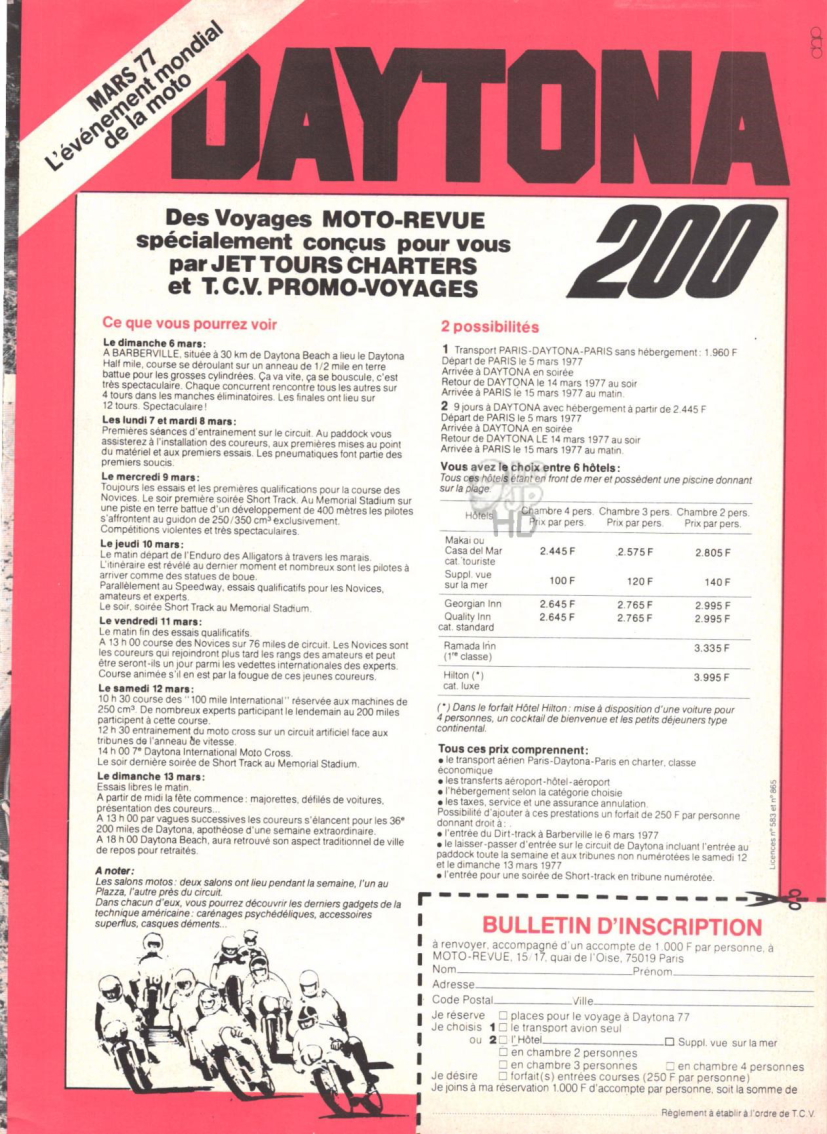 MARS 77
L'événement mondial
de la moto
DAYTONA
200
Des Voyages MOTO-REVUE
spécialement conçus pour vous
par JET TOURS CHARTERS
et T.C.V. PROMO-VOYAGES
Ce que vous pourrez voir
Le dimanche 6 mars:
A BARBERVILLE, située à 30 km de Daytona Beach a lieu le Daytona
Half mile, course se déroulant sur un anneau de 1/2 mile en terre
battue pour les grosses cylindrées. Ça va vite, ça se bouscule, c'est
très spectaculaire. Chaque concurrent rencontre tous les autres sur
4 tours dans les manches éliminatoires. Les finales ont lieu sur
12 tours. Spectaculaire!
Les lundi 7 et mardi 8 mars:
Premières séances d'entrainement sur le circuit. Au paddock vous
assisterez à l'installation des coureurs, aux premières mises au point
du matériel et aux premiers essais. Les pneumatiques font partie des
premiers soucis.
Le mercredi 9 mars:
Toujours les essais et les premières qualifications pour la course des
Novices. Le soir première soirée Short Track. Au Memorial Stadium sur
une piste en terre battue d'un développement de 400 mètres les pilotes
s'affrontent au guidon de 250/350 cm³ exclusivement.
Compétitions violentes et très spectaculaires.
Le jeudi 10 mars:
Le matin départ de l'Enduro des Alligators à travers les marais.
L'itinéraire est révélé au dernier moment et nombreux sont les pilotes à
arriver comme des statues de boue.
Parallèlement au Speedway, essais qualificatifs pour les Novices,
amateurs et experts.
Le soir, soirée Short Track au Memorial Stadium.
Le vendredi 11 mars:
Le matin fin des essais qualificatifs.
A 13 h 00 course des Novices sur 76 miles de circuit. Les Novices sont
les coureurs qui rejoindront plus tard les rangs des amateurs et peut
être seront-ils un jour parmi les vedettes internationales des experts.
Course animée s'il en est par la fougue de ces jeunes coureurs.
Le samedi 12 mars:
10 h 30 course des "100 mile International" réservée aux machines de
250 cm³. De nombreux experts participant le lendemain au 200 miles
participent à cette course.
12 h 30 entrainement du moto cross sur un circuit artificiel face aux
tribunes de l'anneau de vitesse.
14 h 00 7ᵉ Daytona International Moto Cross.
Le soir dernière soirée de Short Track au Memorial Stadium.
Le dimanche 13 mars:
Essais libres le matin.
A partir de midi la fête commence: majorettes, défilés de voitures,
présentation des coureurs...
A 13 h 00 par vagues successives les coureurs s'élancent pour les 36ᵉ
200 miles de Daytona, apothéose d'une semaine extraordinaire.
A 18 h 00 Daytona Beach, aura retrouvé son aspect traditionnel de ville
de repos pour retraités.
A noter:
Les salons motos: deux salons ont lieu pendant la semaine, l'un au
Plazza, l'autre près du circuit.
Dans chacun d'eux, vous pourrez découvrir les derniers gadgets de la
technique américaine: carénages psychédéliques, accessoires
superflus, casques déments...
2 possibilités
1 Transport PARIS-DAYTONA-PARIS sans hébergement: 1.960 F
Départ de PARIS le 5 mars 1977
Arrivée à DAYTONA en soirée
Retour de DAYTONA le 14 mars 1977 au soir
Arrivée à PARIS le 15 mars 1977 au matin.
2 9 jours à DAYTONA avec hébergement à partir de 2.445 F
Départ de PARIS le 5 mars 1977
Arrivée à DAYTONA en soirée
Retour de DAYTONA LE 14 mars 1977 au soir
Arrivée à PARIS le 15 mars 1977 au matin.
Vous avez le choix entre 6 hôtels:
Tous ces hôtels étant en front de mer et possèdent une piscine donnant
sur la plage.
Hôtels Chambre 4 pers. Chambre 3 pers. Chambre 2 pers.
Prix par pers. Prix par pers. Prix par pers.
Makai ou
Casa del Mar 2.445 F 2.575 F 2.805 F
cat. touriste
Suppl. vue
sur la mer 100 F 120 F 140 F
Georgian Inn 2.645 F 2.765 F 2.995 F
Quality Inn 2.645 F 2.765 F 2.995 F
cat. standard
Ramada Inn 3.335 F
(1ʳᵉ classe)
Hilton (*) 3.995 F
cat. luxe
(*) Dans le forfait Hôtel Hilton: mise à disposition d'une voiture pour
4 personnes, un cocktail de bienvenue et les petits déjeuners type
continental.
Tous ces prix comprennent:
• le transport aérien Paris-Daytona-Paris en charter, classe
économique
• les transferts aéroport-hôtel-aéroport
• l'hébergement selon la catégorie choisie
• les taxes, service et une assurance annulation.
Possibilité d'ajouter à ces prestations un forfait de 250 F par personne
donnant droit à:
• l'entrée du Dirt-track à Barberville le 6 mars 1977
• le laisser-passer d'entrée sur le circuit de Daytona incluant l'entrée au
paddock toute la semaine et aux tribunes non numérotées le samedi 12
et le dimanche 13 mars 1977
• l'entrée pour une soirée de Short-track en tribune numérotée.
Licences n° 583 et n° 865
BULLETIN D'INSCRIPTION
à renvoyer, accompagné d'un accompte de 1.000 F par personne, à
MOTO-REVUE, 15/17, quai de l'Oise, 75019 Paris
Nom Prénom
Adresse
Code Postal Ville
Je réserve □ places pour le voyage à Daytona 77
Je choisis 1 □ le transport avion seul
ou 2 □ l'Hôtel □ Suppl. vue sur la mer
□ en chambre 2 personnes
□ en chambre 3 personnes □ en chambre 4 personnes
Je désire □ forfait(s) entrées courses (250 F par personne)
Je joins à ma réservation 1.000 F d'accompte par personne, soit la somme de
Règlement à établir à l'ordre de T.C.V.